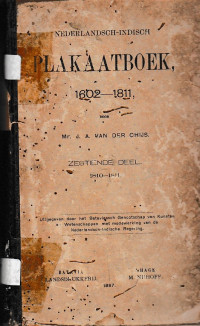 NEDERLANDSCH-INDISCH
PLAKAATBOEK,
1602—1811,
DOOR
Mr. J. A. VAN DER CHIJS.
ZESTIENDE DEEL.
1810—1811.
Uitgegeven door het Bataviaasch Genootschap van Kunsten
en Wetenschappen met medewerking van de
Nederlandsch-Indische Regeering.
BATAVIA
LANDSDRUKKERIJ
'sHAGE
M. NIJHOFF.
1897